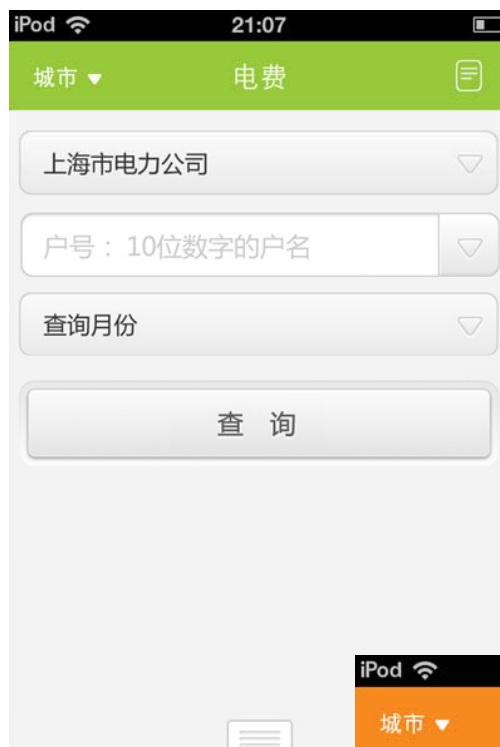 iPod 21:07
城市 电费
上海市电力公司
户号： 10位数字的户名
查询月份
查 询
iPod
城市